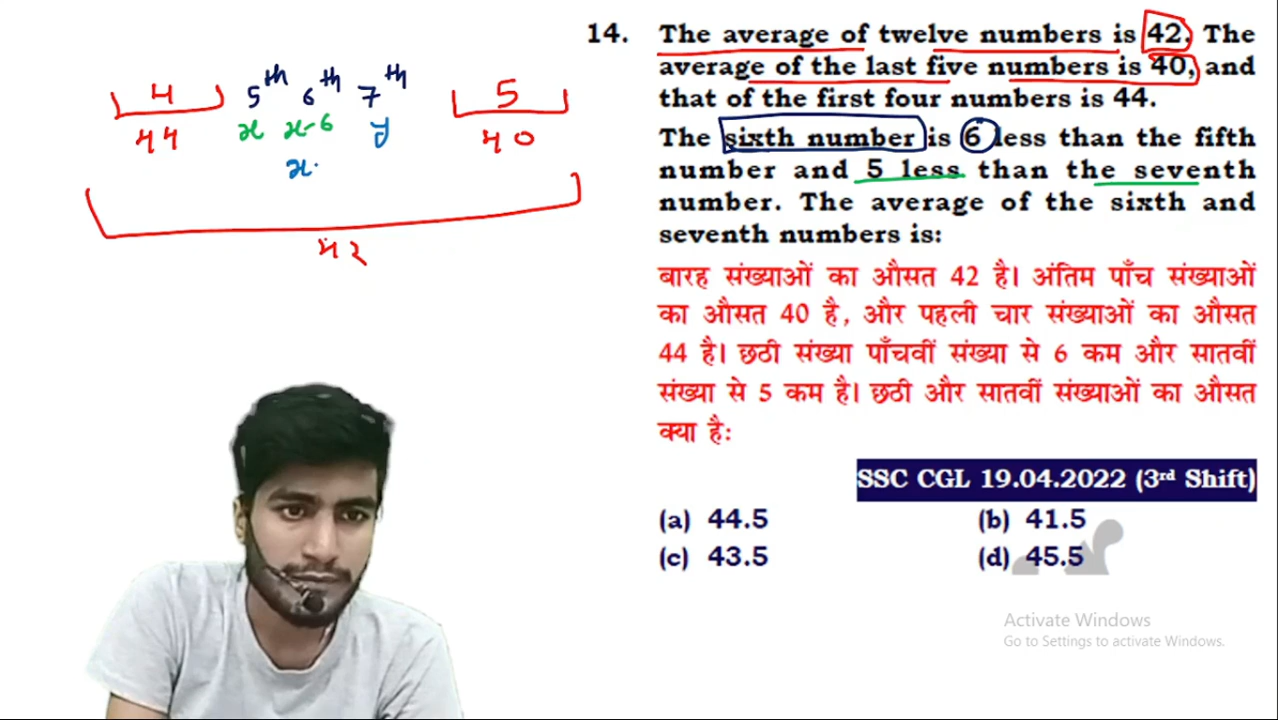 14. The average of twelve numbers is 42. The
average of the last five numbers is 40, and
that of the first four numbers is 44.
The sixth number is 6 less than the fifth
number and 5 less than the seventh
number. The average of the sixth and
seventh numbers is:
बारह संख्याओं का औसत 42 है। अंतिम पाँच संख्याओं
का औसत 40 है, और पहली चार संख्याओं का औसत
44 है। छठी संख्या पाँचवीं संख्या से 6 कम और सातवीं
संख्या से 5 कम है। छठी और सातवीं संख्याओं का औसत
क्या है:
SSC CGL 19.04.2022 (3rd Shift)
(a) 44.5 (b) 41.5
(c) 43.5 (d) 45.5
4 5th 6th 7th 5
44 x x-6 y 40
x
42
Activate Windows
Go to Settings to activate Windows.